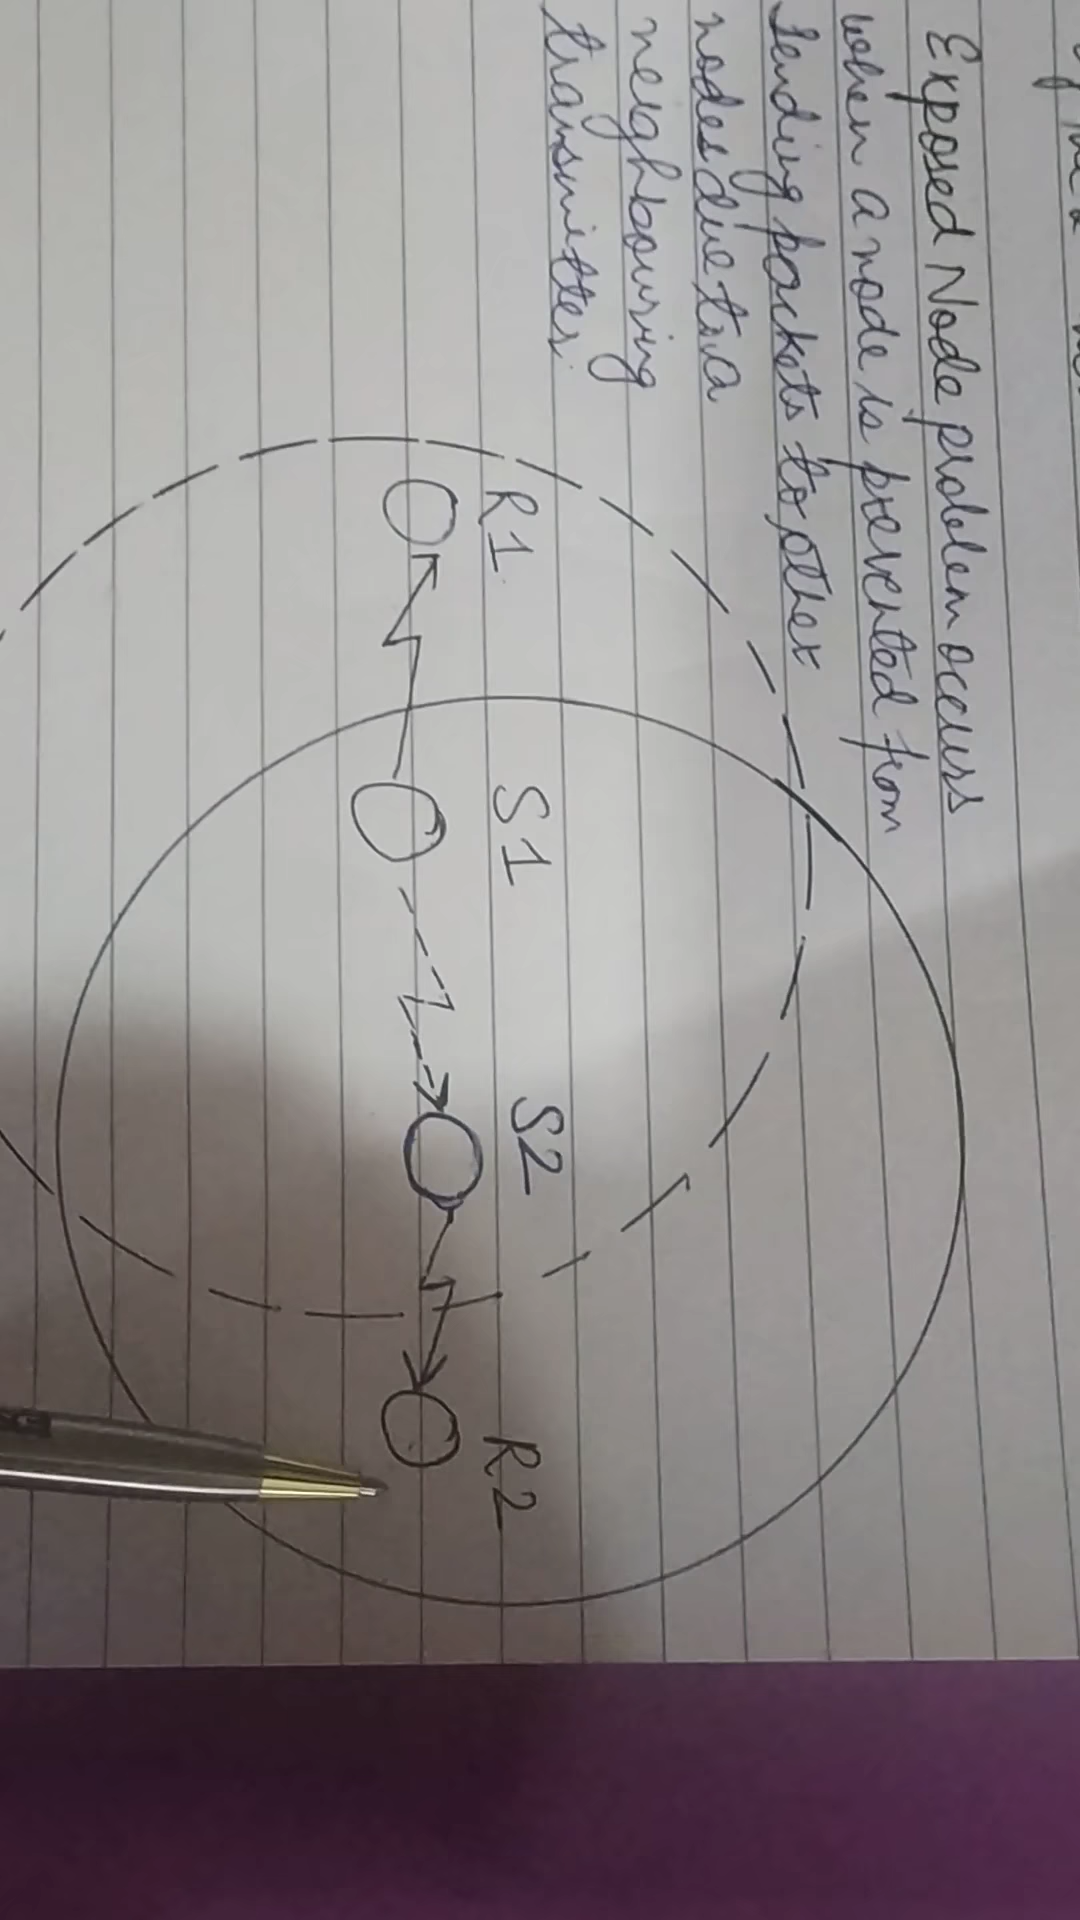 Exposed Node problem occurs
when a node is prevented from
sending packets to other
nodes due to a
neighbouring
transmitter.
R1 S1 S2 R2